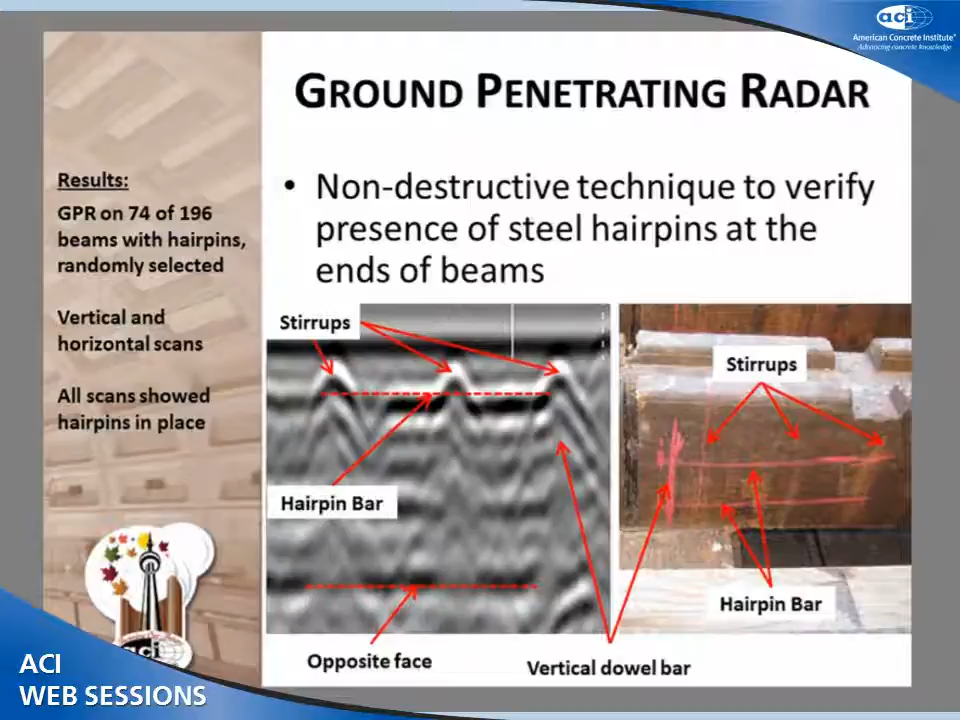 aci
American Concrete Institute®
Advancing concrete knowledge
GROUND PENETRATING RADAR
Results:
GPR on 74 of 196
beams with hairpins,
randomly selected
Vertical and
horizontal scans
All scans showed
hairpins in place
• Non-destructive technique to verify
presence of steel hairpins at the
ends of beams
Stirrups
Hairpin Bar
Opposite face
Stirrups
Hairpin Bar
Vertical dowel bar
aci
ACI
WEB SESSIONS